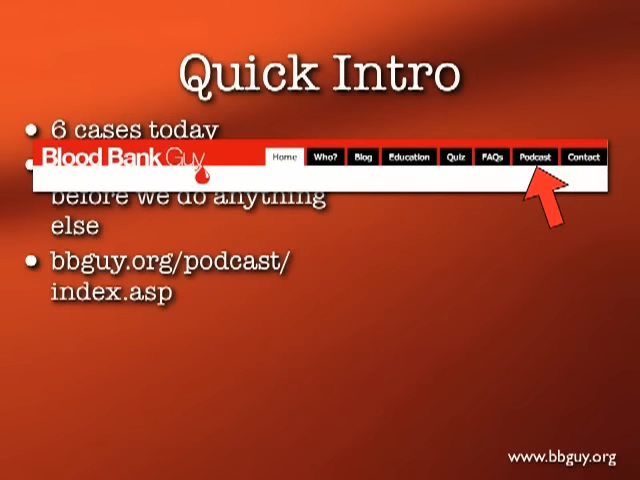 Quick Intro
6 cases today
Blood Bank Guy
Home Who? Blog Education Quiz FAQs Podcast Contact
before we do anything
else
bbguy.org/podcast/
index.asp
www.bbguy.org